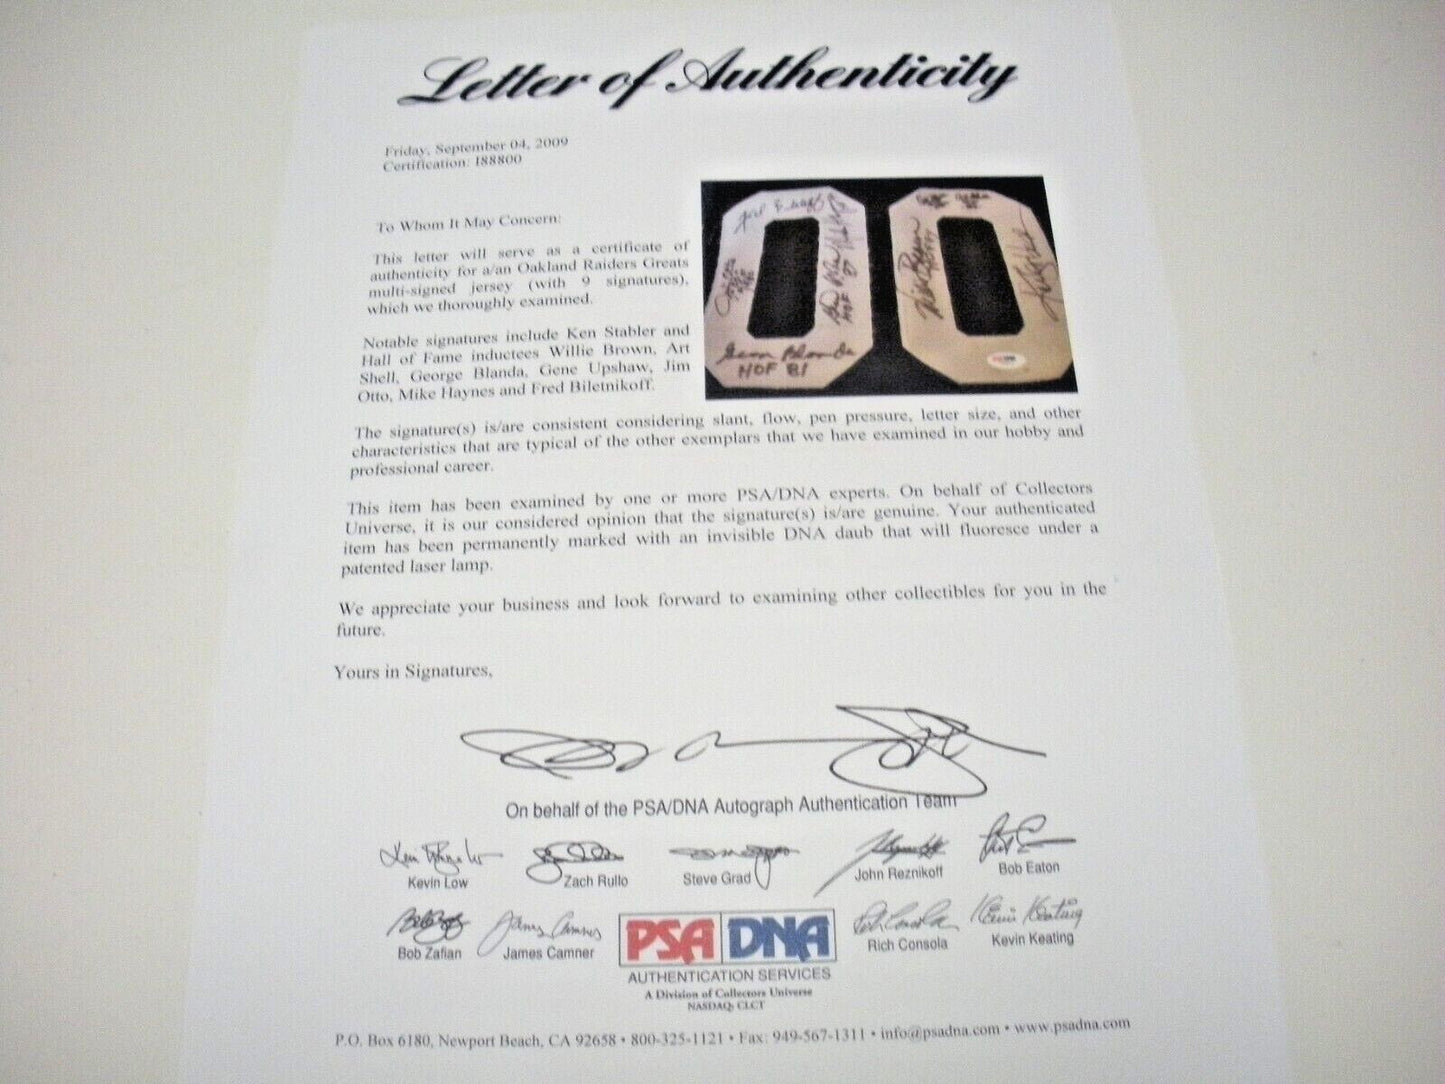 Letter of Authenticity
Friday, September 04, 2009
Certification: I88800
To Whom It May Concern:
This letter will serve as a certificate of
authenticity for a/an Oakland Raiders Greats
multi-signed jersey (with 9 signatures),
which we thoroughly examined.
Notable signatures include Ken Stabler and
Hall of Fame inductees Willie Brown, Art
Shell, George Blanda, Gene Upshaw, Jim
Otto, Mike Haynes and Fred Biletnikoff.
HOF 81
The signature(s) is/are consistent considering slant, flow, pen pressure, letter size, and other
characteristics that are typical of the other exemplars that we have examined in our hobby and
professional career.
This item has been examined by one or more PSA/DNA experts. On behalf of Collectors
Universe, it is our considered opinion that the signature(s) is/are genuine. Your authenticated
item has been permanently marked with an invisible DNA daub that will fluoresce under a
patented laser lamp.
We appreciate your business and look forward to examining other collectibles for you in the
future.
Yours in Signatures,
On behalf of the PSA/DNA Autograph Authentication Team
Kevin Low
Zach Rullo
Steve Grad
John Reznikoff
Bob Eaton
James Camner
Kevin Keating
Bob Zafian
James Camner
Rich Consola
Kevin Keating
PSA DNA
AUTHENTICATION SERVICES
A Division of Collectors Universe
NASDAQ: CLCT
P.O. Box 6180, Newport Beach, CA 92658 • 800-325-1121 • Fax: 949-567-1311 • info@psadna.com • www.psadna.com